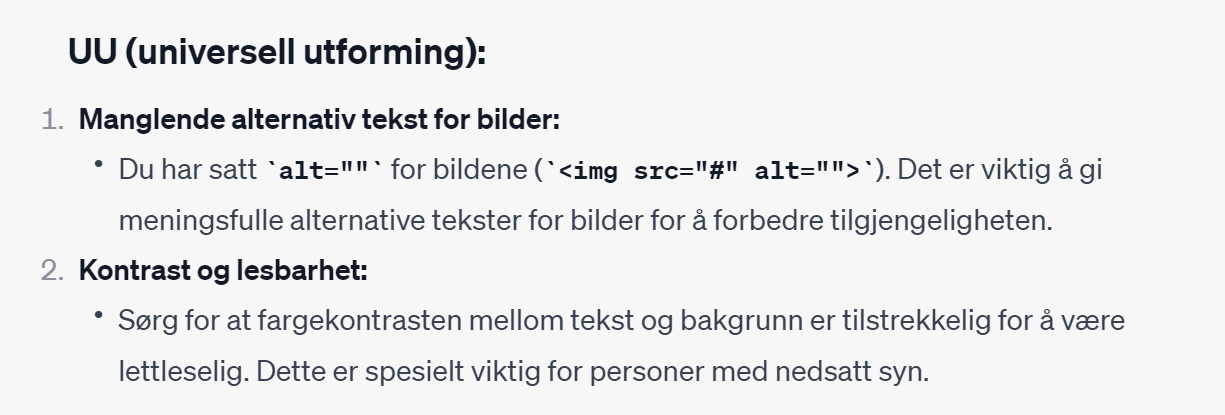 UU (universell utforming):
1. Manglende alternativ tekst for bilder:
• Du har satt `alt=""` for bildene (`<img src="#" alt="">`). Det er viktig å gi
meningsfulle alternative tekster for bilder for å forbedre tilgjengeligheten.
2. Kontrast og lesbarhet:
• Sørg for at fargekontrasten mellom tekst og bakgrunn er tilstrekkelig for å være
lettleselig. Dette er spesielt viktig for personer med nedsatt syn.